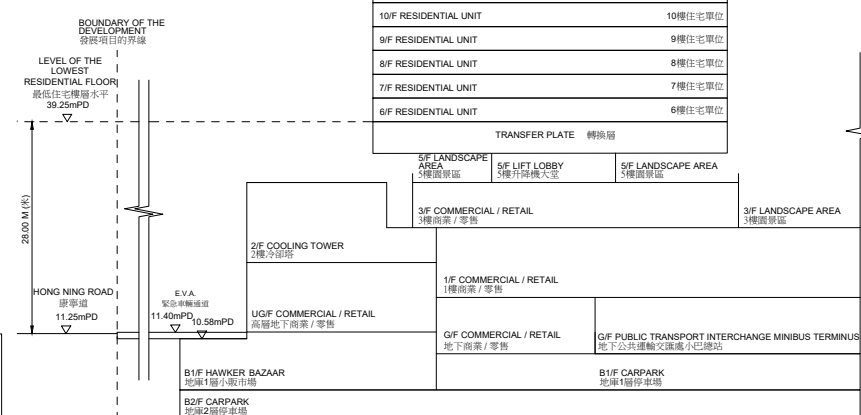 10/F RESIDENTIAL UNIT 10樓住宅單位
BOUNDARY OF THE
DEVELOPMENT
發展項目的界線
9/F RESIDENTIAL UNIT 9樓住宅單位
LEVEL OF THE
LOWEST
RESIDENTIAL FLOOR
最低住宅樓層水平
39.25mPD
8/F RESIDENTIAL UNIT 8樓住宅單位
7/F RESIDENTIAL UNIT 7樓住宅單位
6/F RESIDENTIAL UNIT 6樓住宅單位
TRANSFER PLATE 轉換層
5/F LANDSCAPE
AREA
5樓園景區
5/F LIFT LOBBY
5樓升降機大堂
5/F LANDSCAPE AREA
5樓園景區
28.00 M (米)
3/F COMMERCIAL / RETAIL
3樓商業 / 零售
3/F LANDSCAPE AREA
3樓園景區
2/F COOLING TOWER
2樓冷卻塔
1/F COMMERCIAL / RETAIL
1樓商業 / 零售
HONG NING ROAD
康寧道
11.25mPD
E.V.A.
緊急車輛通道
11.40mPD
10.58mPD
UG/F COMMERCIAL / RETAIL
高層地下商業 / 零售
G/F COMMERCIAL / RETAIL
地下商業 / 零售
G/F PUBLIC TRANSPORT INTERCHANGE MINIBUS TERMINUS
地下公共運輸交匯處小巴總站
B1/F HAWKER BAZAAR
地庫1層小販市場
B1/F CARPARK
地庫1層停車場
B2/F CARPARK
地庫2層停車場